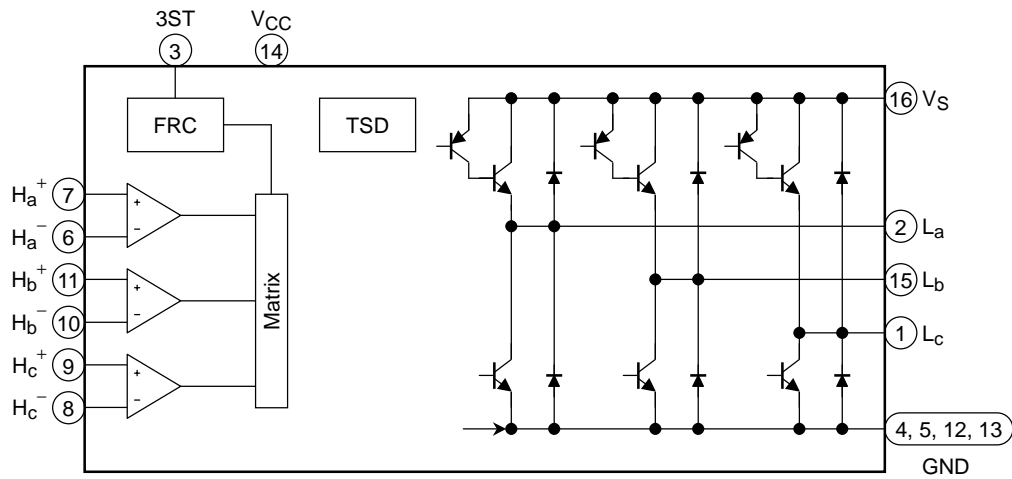 3ST
3
VCC
14
FRC
TSD
16 VS
Ha+ 7
+
Ha− 6
−
2 La
Hb+ 11
+
Hb− 10
−
15 Lb
Matrix
Hc+ 9
+
Hc− 8
−
1 Lc
4, 5, 12, 13
GND